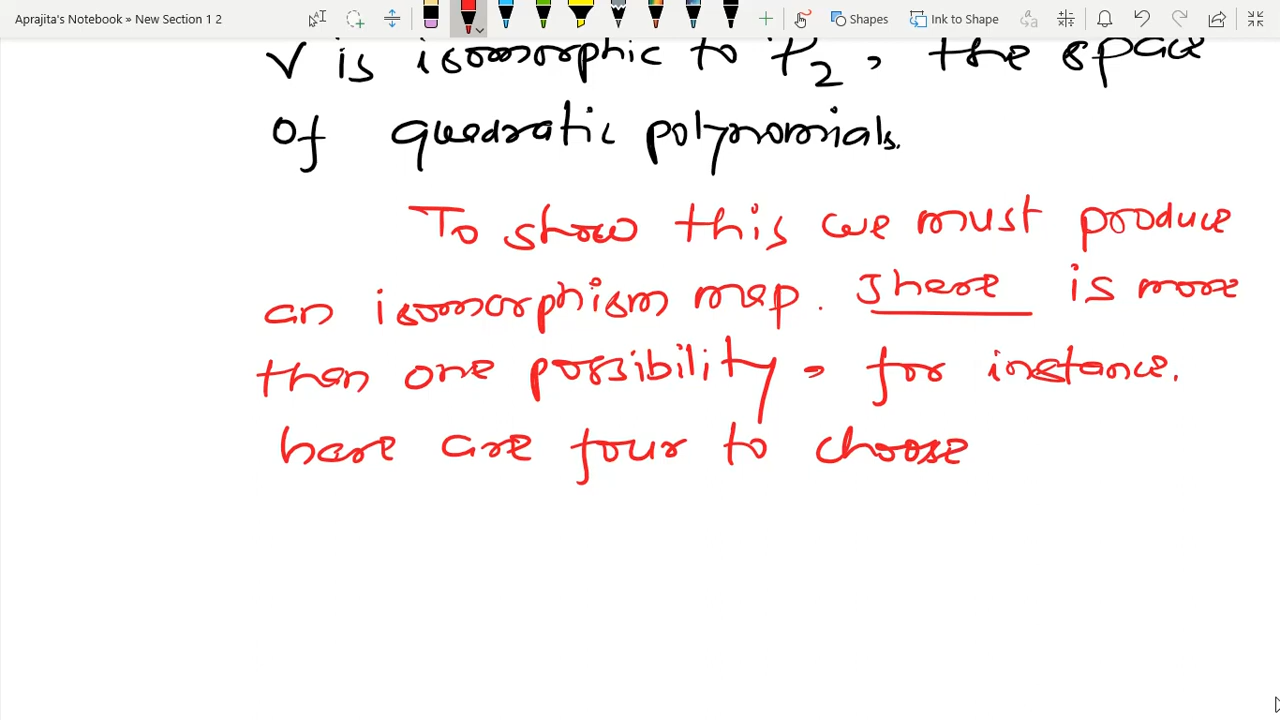 Aprajita's Notebook » New Section 1 2
Shapes
Ink to Shape
V is isomorphic to P2, the space
of quadratic polynomials.
To show this we must produce
an isomorphism map. There is more
than one possibility, for instance.
here are four to choose